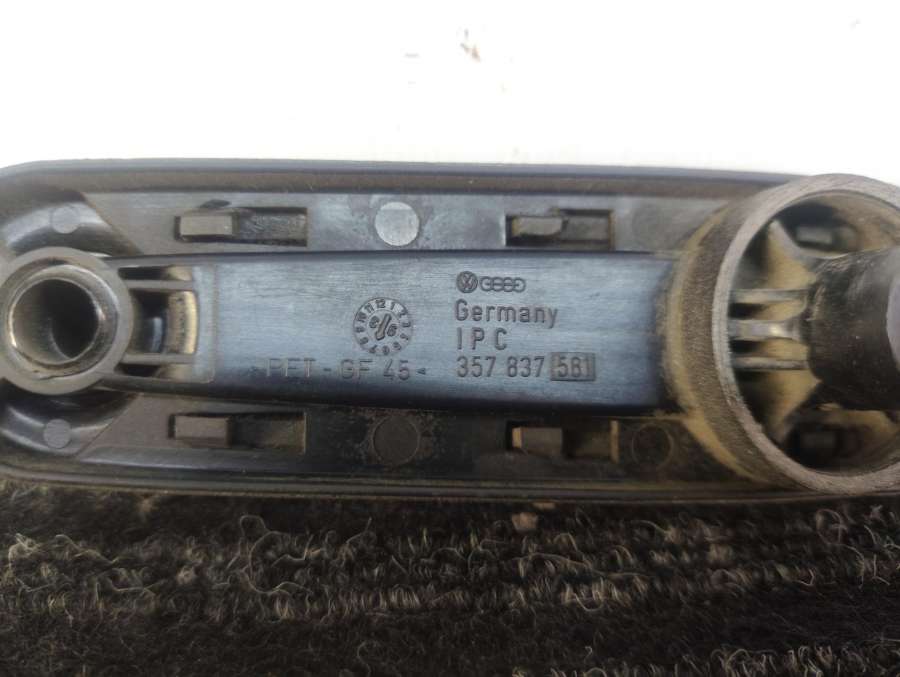 Germany
IPC
>PET-GF 45<
357 837 581